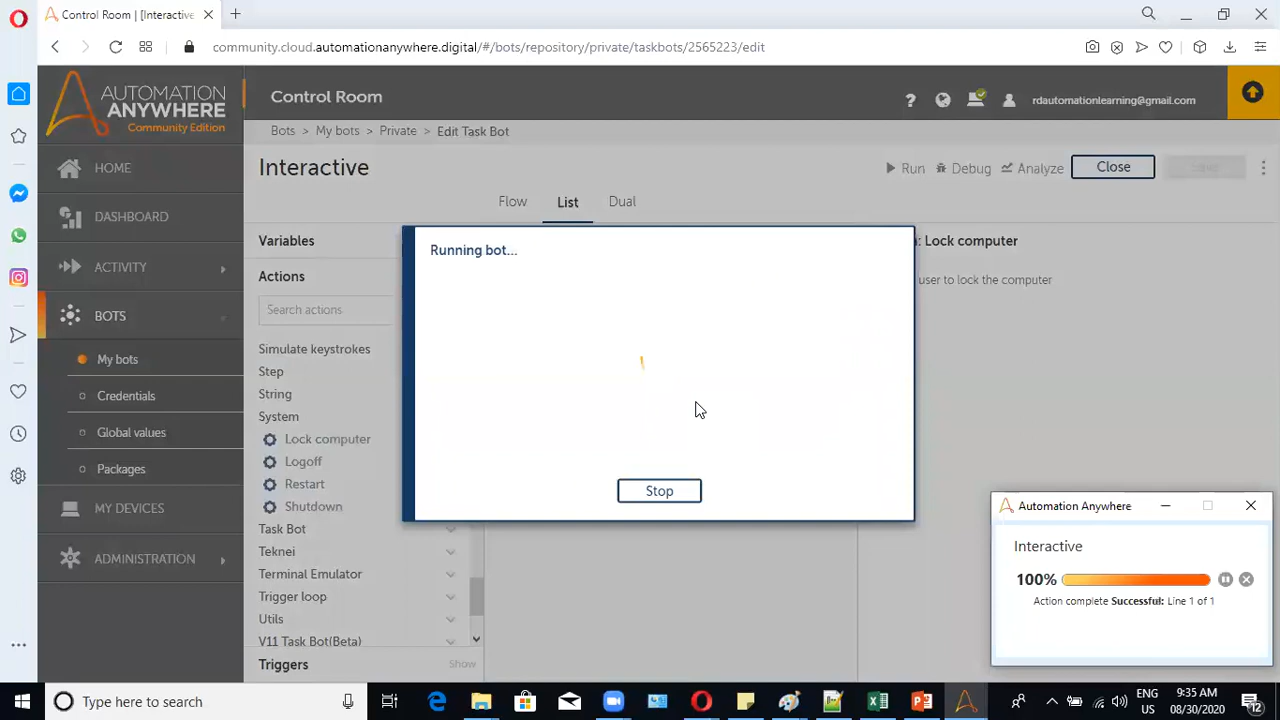 Control Room | [Interactive
community.cloud.automationanywhere.digital/#/bots/repository/private/taskbots/2565223/edit
AUTOMATION
ANYWHERE
Community Edition
Control Room
rdautomationlearning@gmail.com
Bots > My bots > Private > Edit Task Bot
Interactive
Run
Debug
Analyze
Close
Flow
List
Dual
HOME
DASHBOARD
ACTIVITY
BOTS
My bots
Credentials
Global values
Packages
MY DEVICES
ADMINISTRATION
Variables
Actions
Search actions
Simulate keystrokes
Step
String
System
Lock computer
Logoff
Restart
Shutdown
Task Bot
Teknei
Terminal Emulator
Trigger loop
Utils
V11 Task Bot(Beta)
Triggers
Show
Running bot...
Stop
: Lock computer
user to lock the computer
Automation Anywhere
Interactive
100%
Action complete Successful: Line 1 of 1
Type here to search
ENG
US
9:35 AM
08/30/2020
12